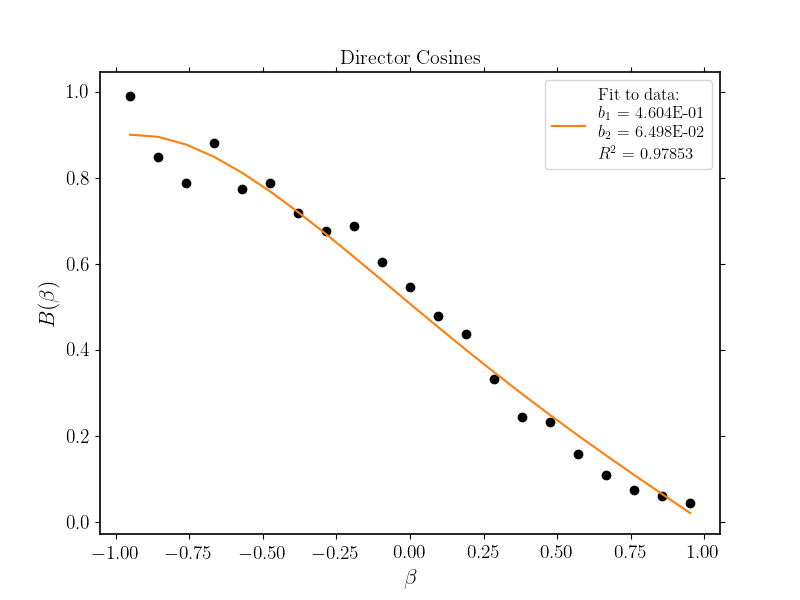 Director Cosines
Fit to data:
b₁ = 4.604E-01
b₂ = 6.498E-02
R² = 0.97853
1.0
0.8
0.6
0.4
0.2
0.0
B(β)
−1.00 −0.75 −0.50 −0.25 0.00 0.25 0.50 0.75 1.00
β